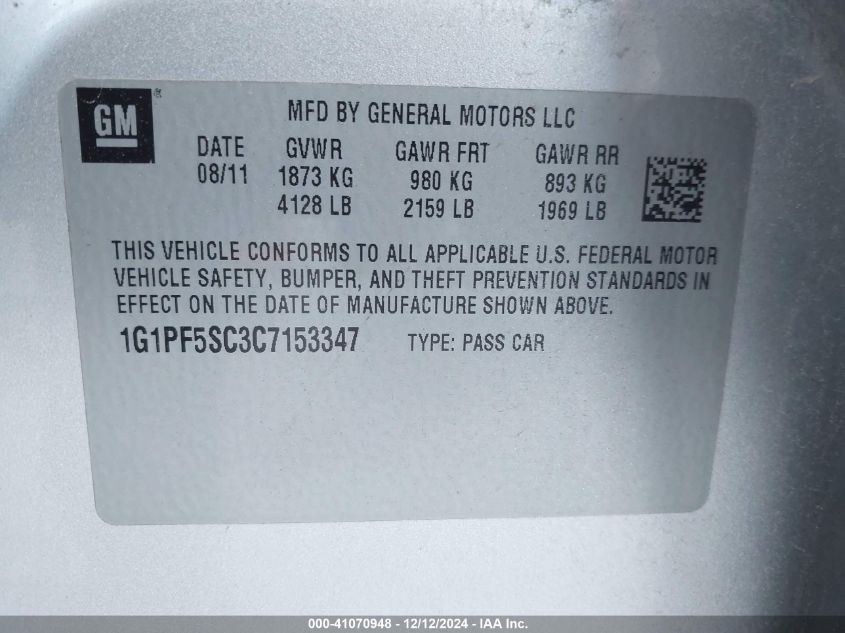 GM
MFD BY GENERAL MOTORS LLC
DATE GVWR GAWR FRT GAWR RR
08/11 1873 KG 980 KG 893 KG
4128 LB 2159 LB 1969 LB
THIS VEHICLE CONFORMS TO ALL APPLICABLE U.S. FEDERAL MOTOR
VEHICLE SAFETY, BUMPER, AND THEFT PREVENTION STANDARDS IN
EFFECT ON THE DATE OF MANUFACTURE SHOWN ABOVE.
1G1PF5SC3C7153347 TYPE: PASS CAR
000-41070948 - 12/12/2024 - IAA Inc.